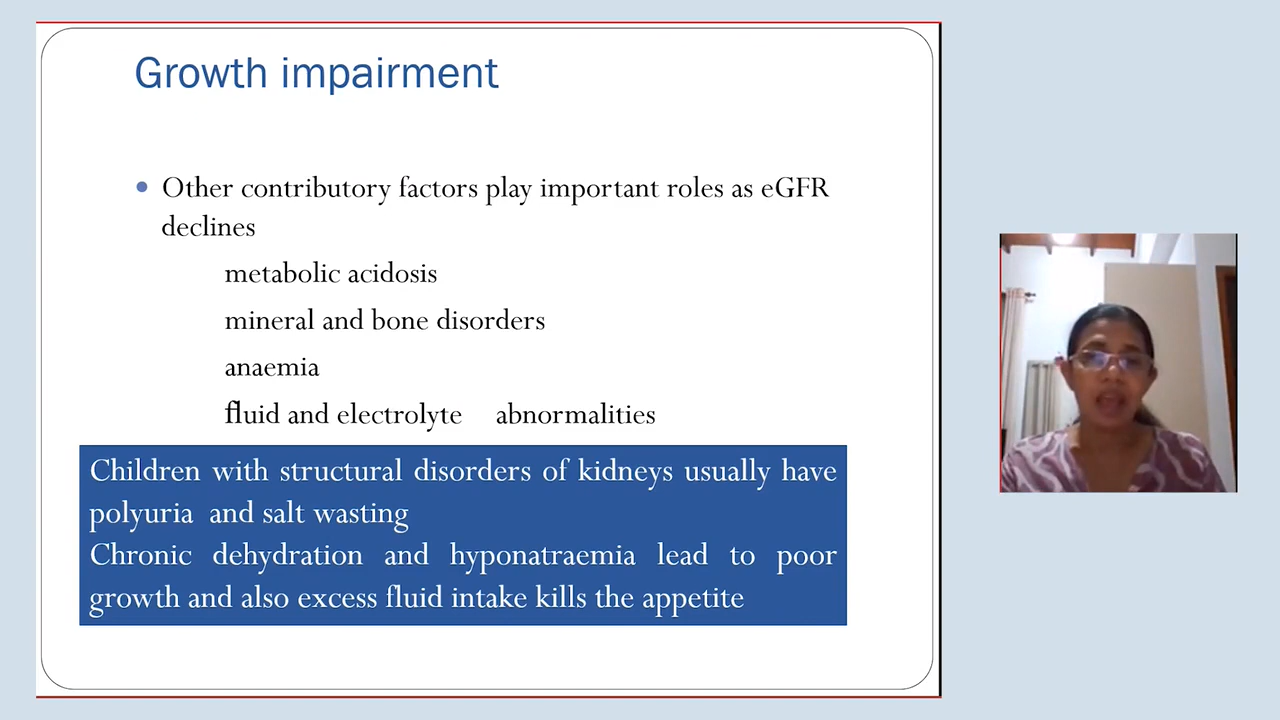 Growth impairment
• Other contributory factors play important roles as eGFR
declines
metabolic acidosis
mineral and bone disorders
anaemia
fluid and electrolyte abnormalities
Children with structural disorders of kidneys usually have
polyuria and salt wasting
Chronic dehydration and hyponatraemia lead to poor
growth and also excess fluid intake kills the appetite